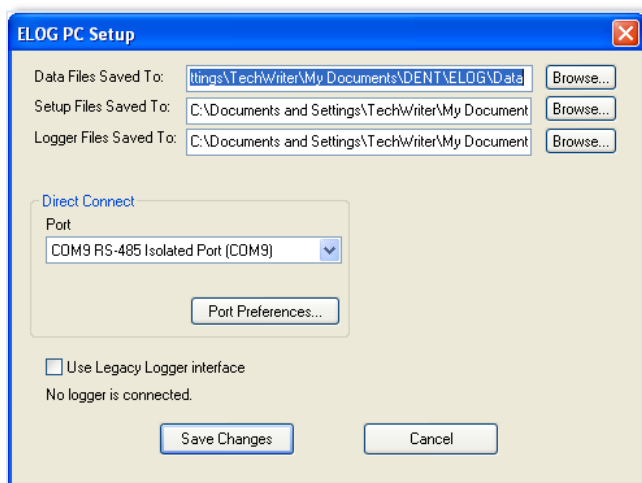 ELOG PC Setup
Data Files Saved To: ttings\TechWriter\My Documents\DENT\ELOG\Data Browse...
Setup Files Saved To: C:\Documents and Settings\TechWriter\My Document Browse...
Logger Files Saved To: C:\Documents and Settings\TechWriter\My Document Browse...
Direct Connect
Port
COM9 RS-485 Isolated Port (COM9)
Port Preferences...
Use Legacy Logger interface
No logger is connected.
Save Changes Cancel